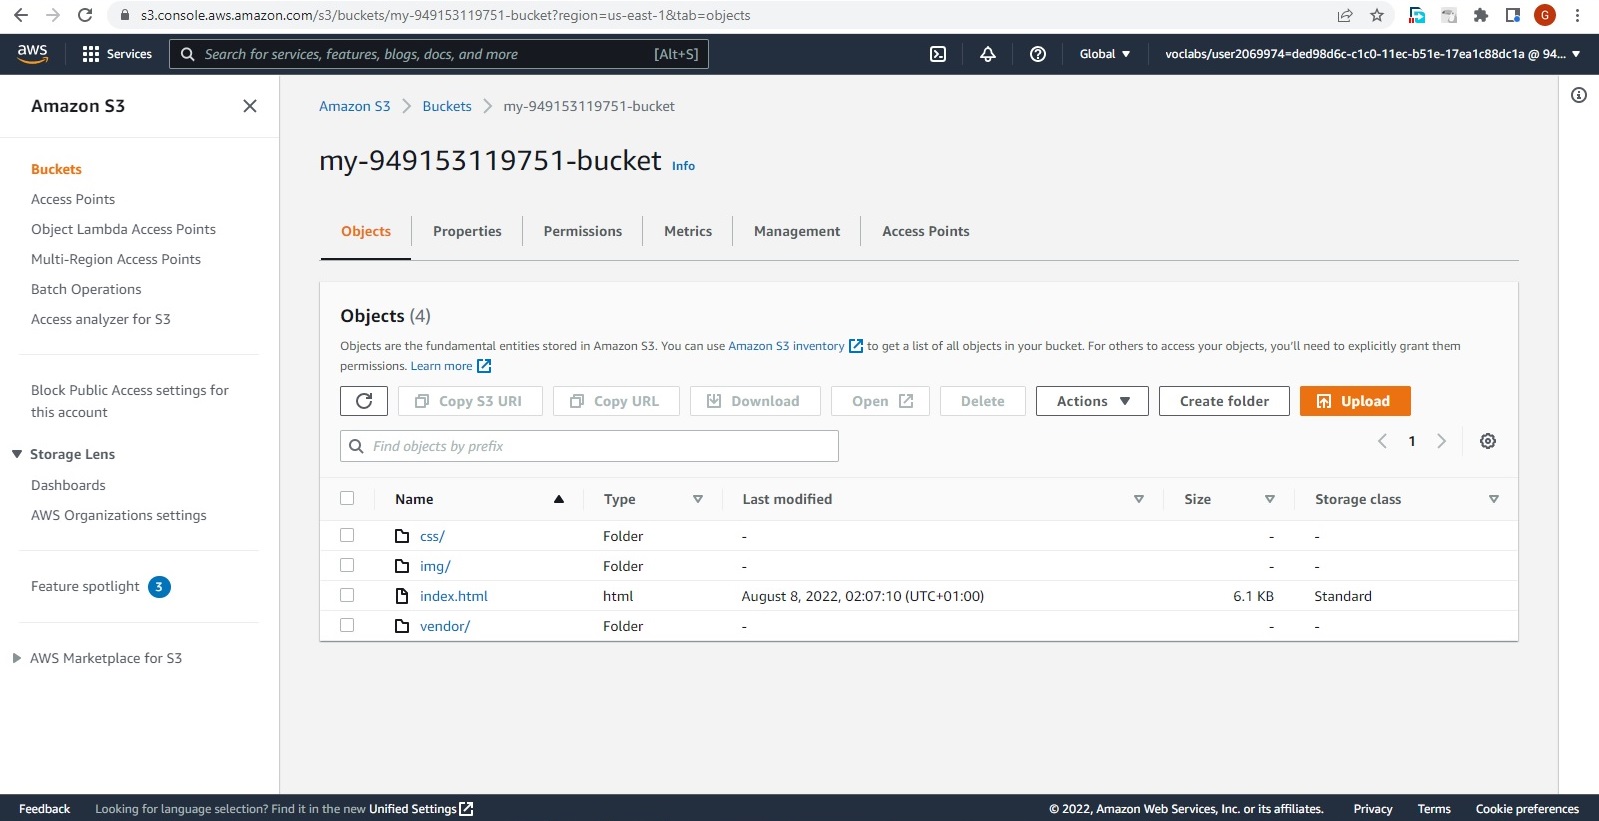 s3.console.aws.amazon.com/s3/buckets/my-949153119751-bucket?region=us-east-1&tab=objects
G
aws Services Search for services, features, blogs, docs, and more [Alt+S] Global voclabs/user2069974=ded98d6c-c1c0-11ec-b51e-17ea1c88dc1a @ 94...
Amazon S3
Buckets
Access Points
Object Lambda Access Points
Multi-Region Access Points
Batch Operations
Access analyzer for S3
Block Public Access settings for
this account
Storage Lens
Dashboards
AWS Organizations settings
Feature spotlight 3
AWS Marketplace for S3
Amazon S3 Buckets my-949153119751-bucket
my-949153119751-bucket Info
Objects Properties Permissions Metrics Management Access Points
Objects (4)
Objects are the fundamental entities stored in Amazon S3. You can use Amazon S3 inventory to get a list of all objects in your bucket. For others to access your objects, you'll need to explicitly grant them
permissions. Learn more
Copy S3 URI Copy URL Download Open Delete Actions Create folder Upload
Find objects by prefix 1
Name Type Last modified Size Storage class
css/ Folder - - -
img/ Folder - - -
index.html html August 8, 2022, 02:07:10 (UTC+01:00) 6.1 KB Standard
vendor/ Folder - - -
Feedback Looking for language selection? Find it in the new Unified Settings © 2022, Amazon Web Services, Inc. or its affiliates. Privacy Terms Cookie preferences